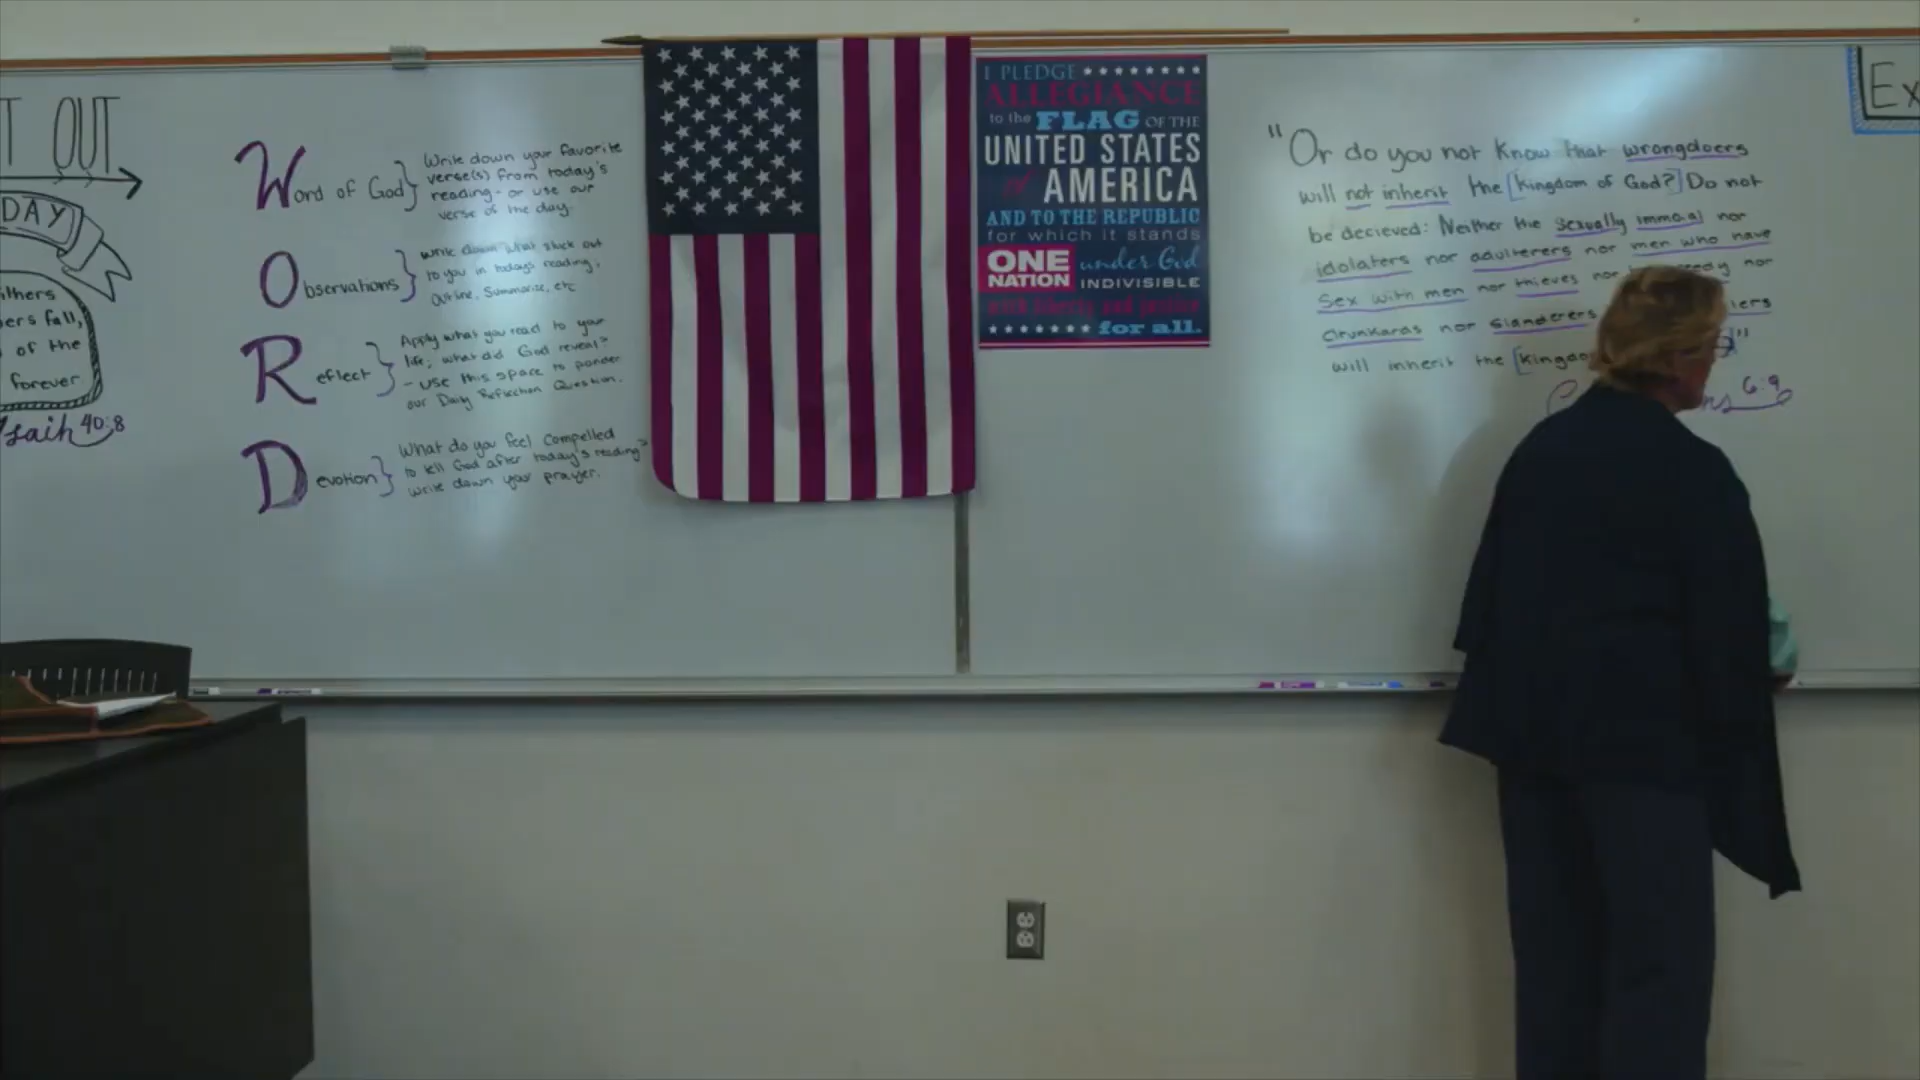 T OUT
DAY
ithers
ers fall,
of the
forever
Isaih 40:8
Word of God}
Write down your favorite
verse(s) from today's
reading - or use our
verse of the day.
Observations}
Write down what stuck out
to you in todays reading;
Outline, Summarize, etc
Reflect}
Apply what you read to your
life; what did God reveal?
- use this space to ponder
our Daily Reflection Question.
Devotion}
What do you feel compelled
to tell God after today's reading?
Write down your prayer.
I PLEDGE
ALLEGIANCE
to the FLAG OF THE
UNITED STATES
of AMERICA
AND TO THE REPUBLIC
for which it stands
ONE
NATION
under God
INDIVISIBLE
with liberty and justice
for all.
"Or do you not know that wrongdoers
will not inherit the [kingdom of God?] Do not
be decieved: Neither the sexually immoral nor
idolaters nor adulterers nor men who have
sex with men nor thieves nor nor
drunkards nor slanderers
will inherit the [kingdo "
6:9
Ex